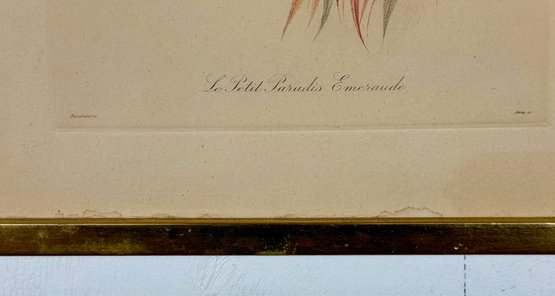 Le Petit Paradis Emeraude